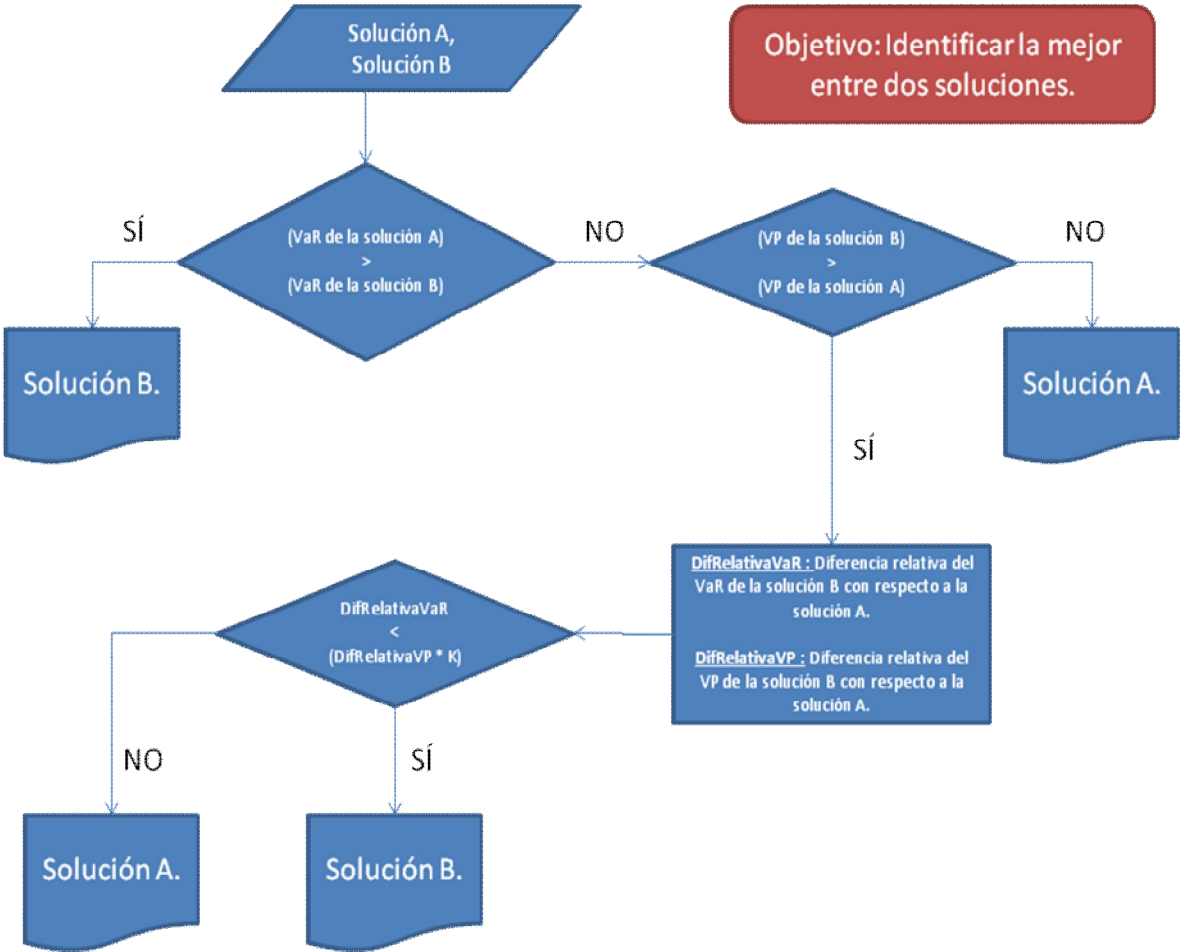 Solución A,
Solución B
Objetivo: Identificar la mejor
entre dos soluciones.
SÍ
(VaR de la solución A)
>
(VaR de la solución B)
NO
(VP de la solución B)
>
(VP de la solución A)
NO
Solución B.
Solución A.
SÍ
DifRelativaVaR : Diferencia relativa del
VaR de la solución B con respecto a la
solución A.
DifRelativaVP : Diferencia relativa del
VP de la solución B con respecto a la
solución A.
DifRelativaVaR
<
(DifRelativaVP * K)
NO
SÍ
Solución A.
Solución B.